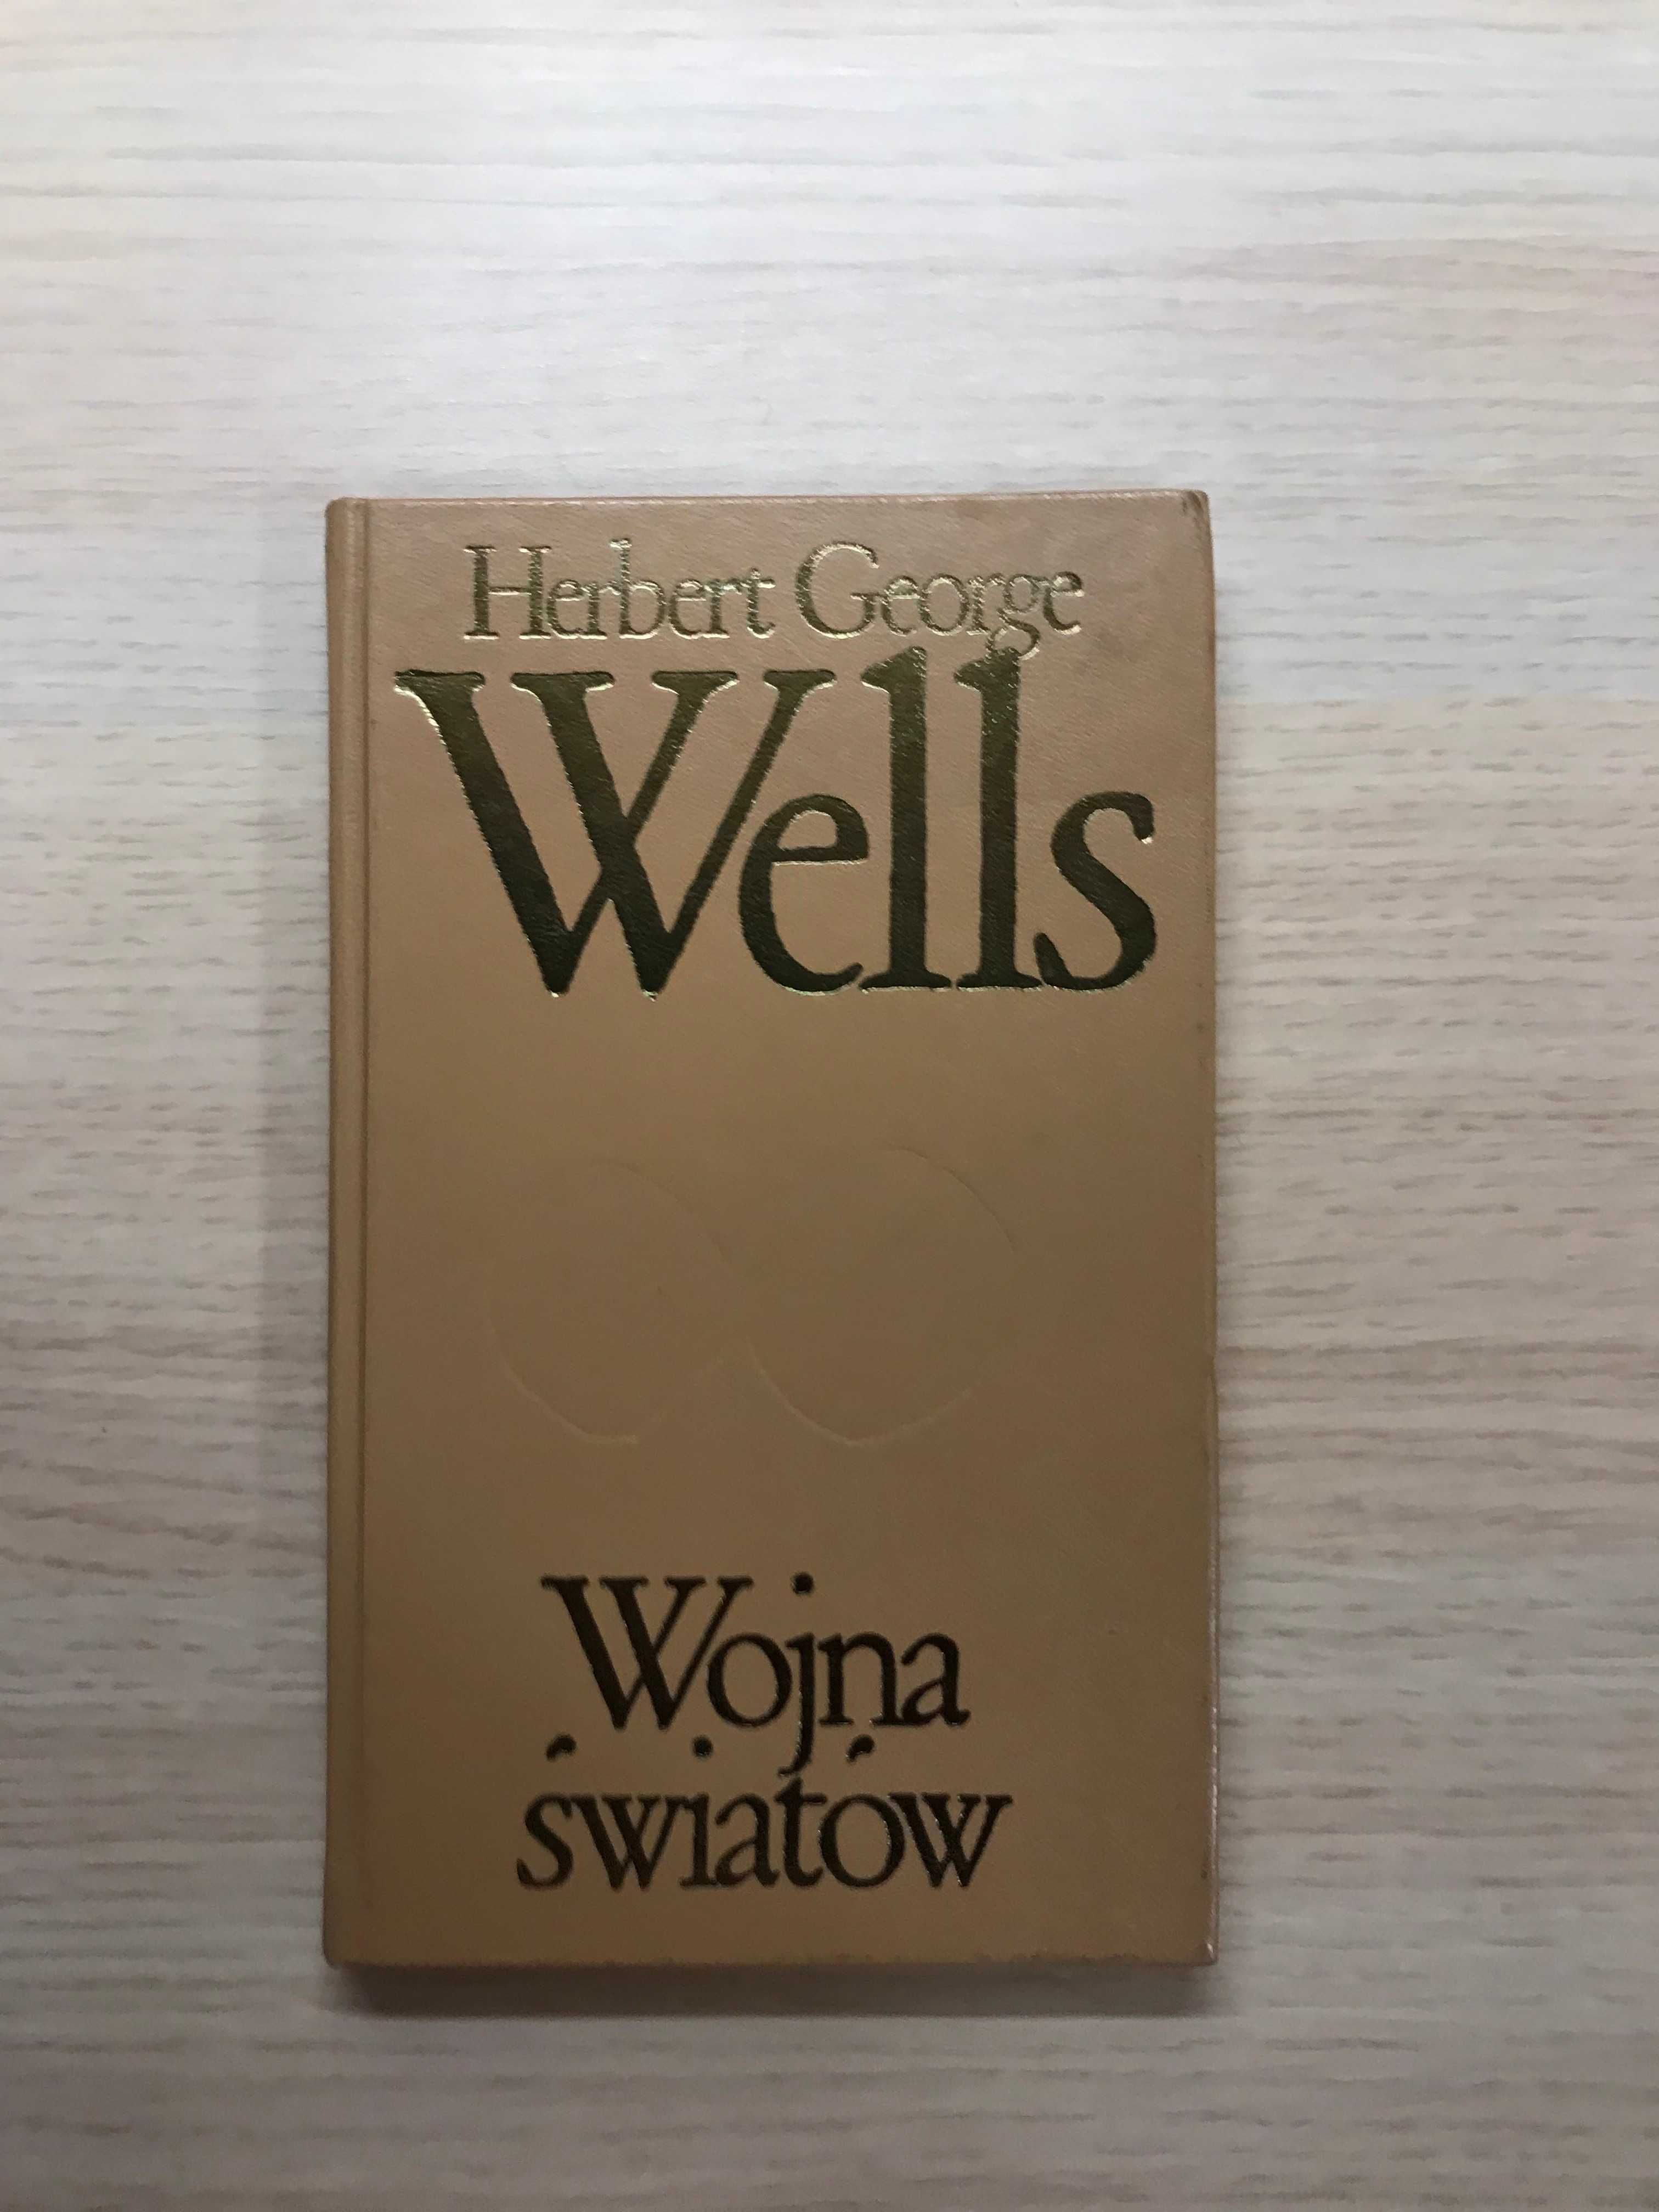 Herbert George
Wells
Wojna
światów